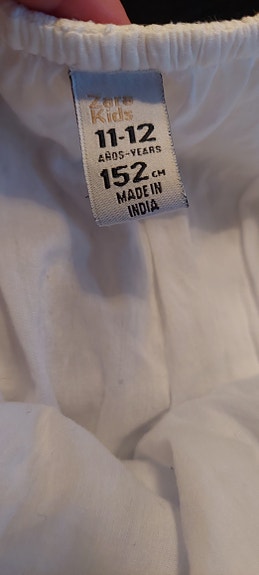 Zara
Kids
11-12
AÑOS-YEARS
152 CM
MADE IN
INDIA